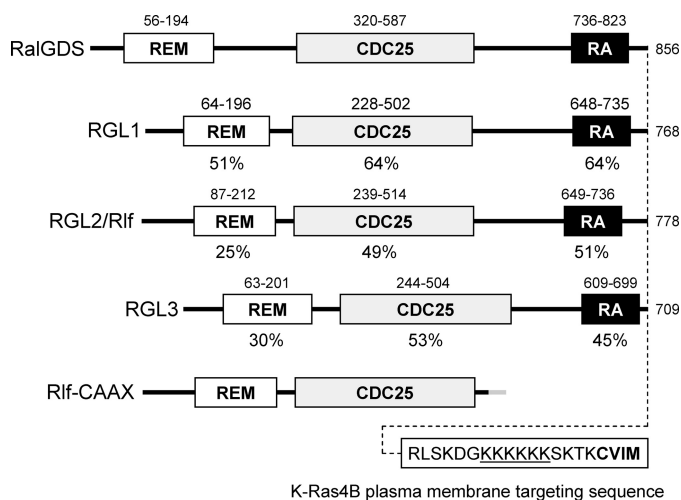 56-194 320-587 736-823
RalGDS REM CDC25 RA 856
64-196 228-502 648-735
RGL1 REM CDC25 RA 768
51% 64% 64%
87-212 239-514 649-736
RGL2/Rlf REM CDC25 RA 778
25% 49% 51%
63-201 244-504 609-699
RGL3 REM CDC25 RA 709
30% 53% 45%
Rlf-CAAX REM CDC25
RLSKDGKKKKKKSKTKCVIM
K-Ras4B plasma membrane targeting sequence